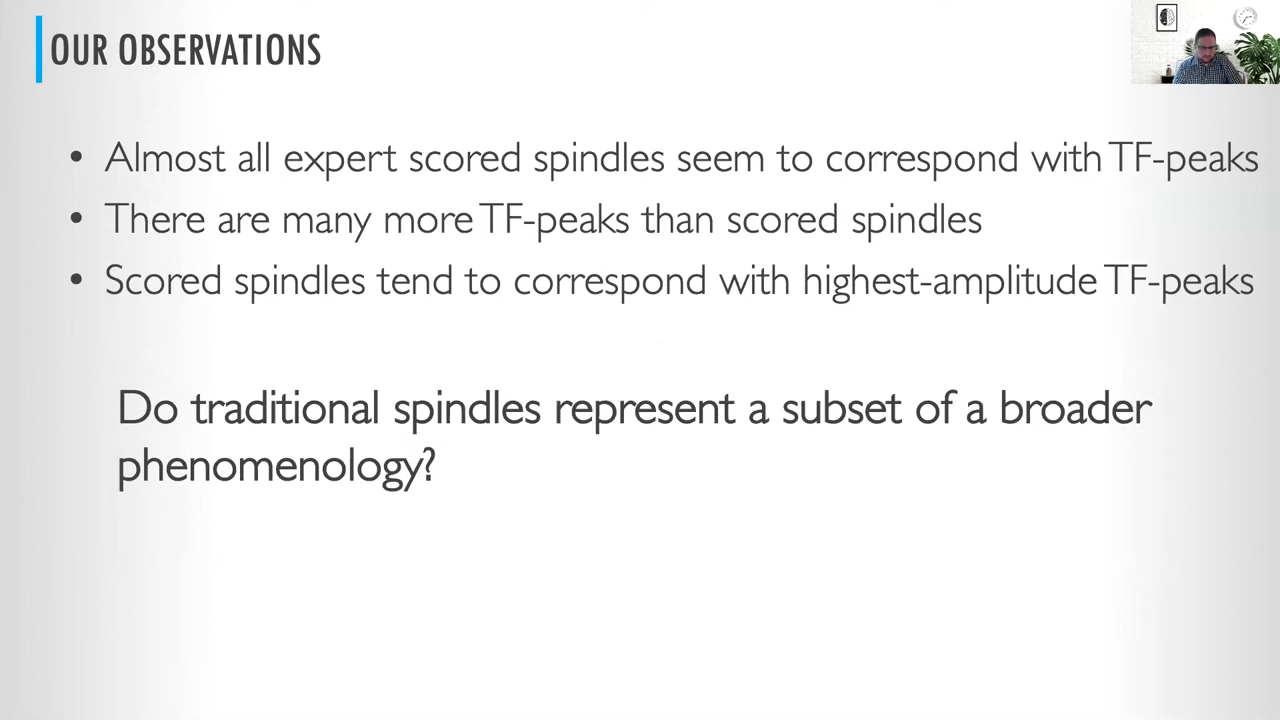 OUR OBSERVATIONS
• Almost all expert scored spindles seem to correspond with TF-peaks
• There are many more TF-peaks than scored spindles
• Scored spindles tend to correspond with highest-amplitude TF-peaks
Do traditional spindles represent a subset of a broader
phenomenology?